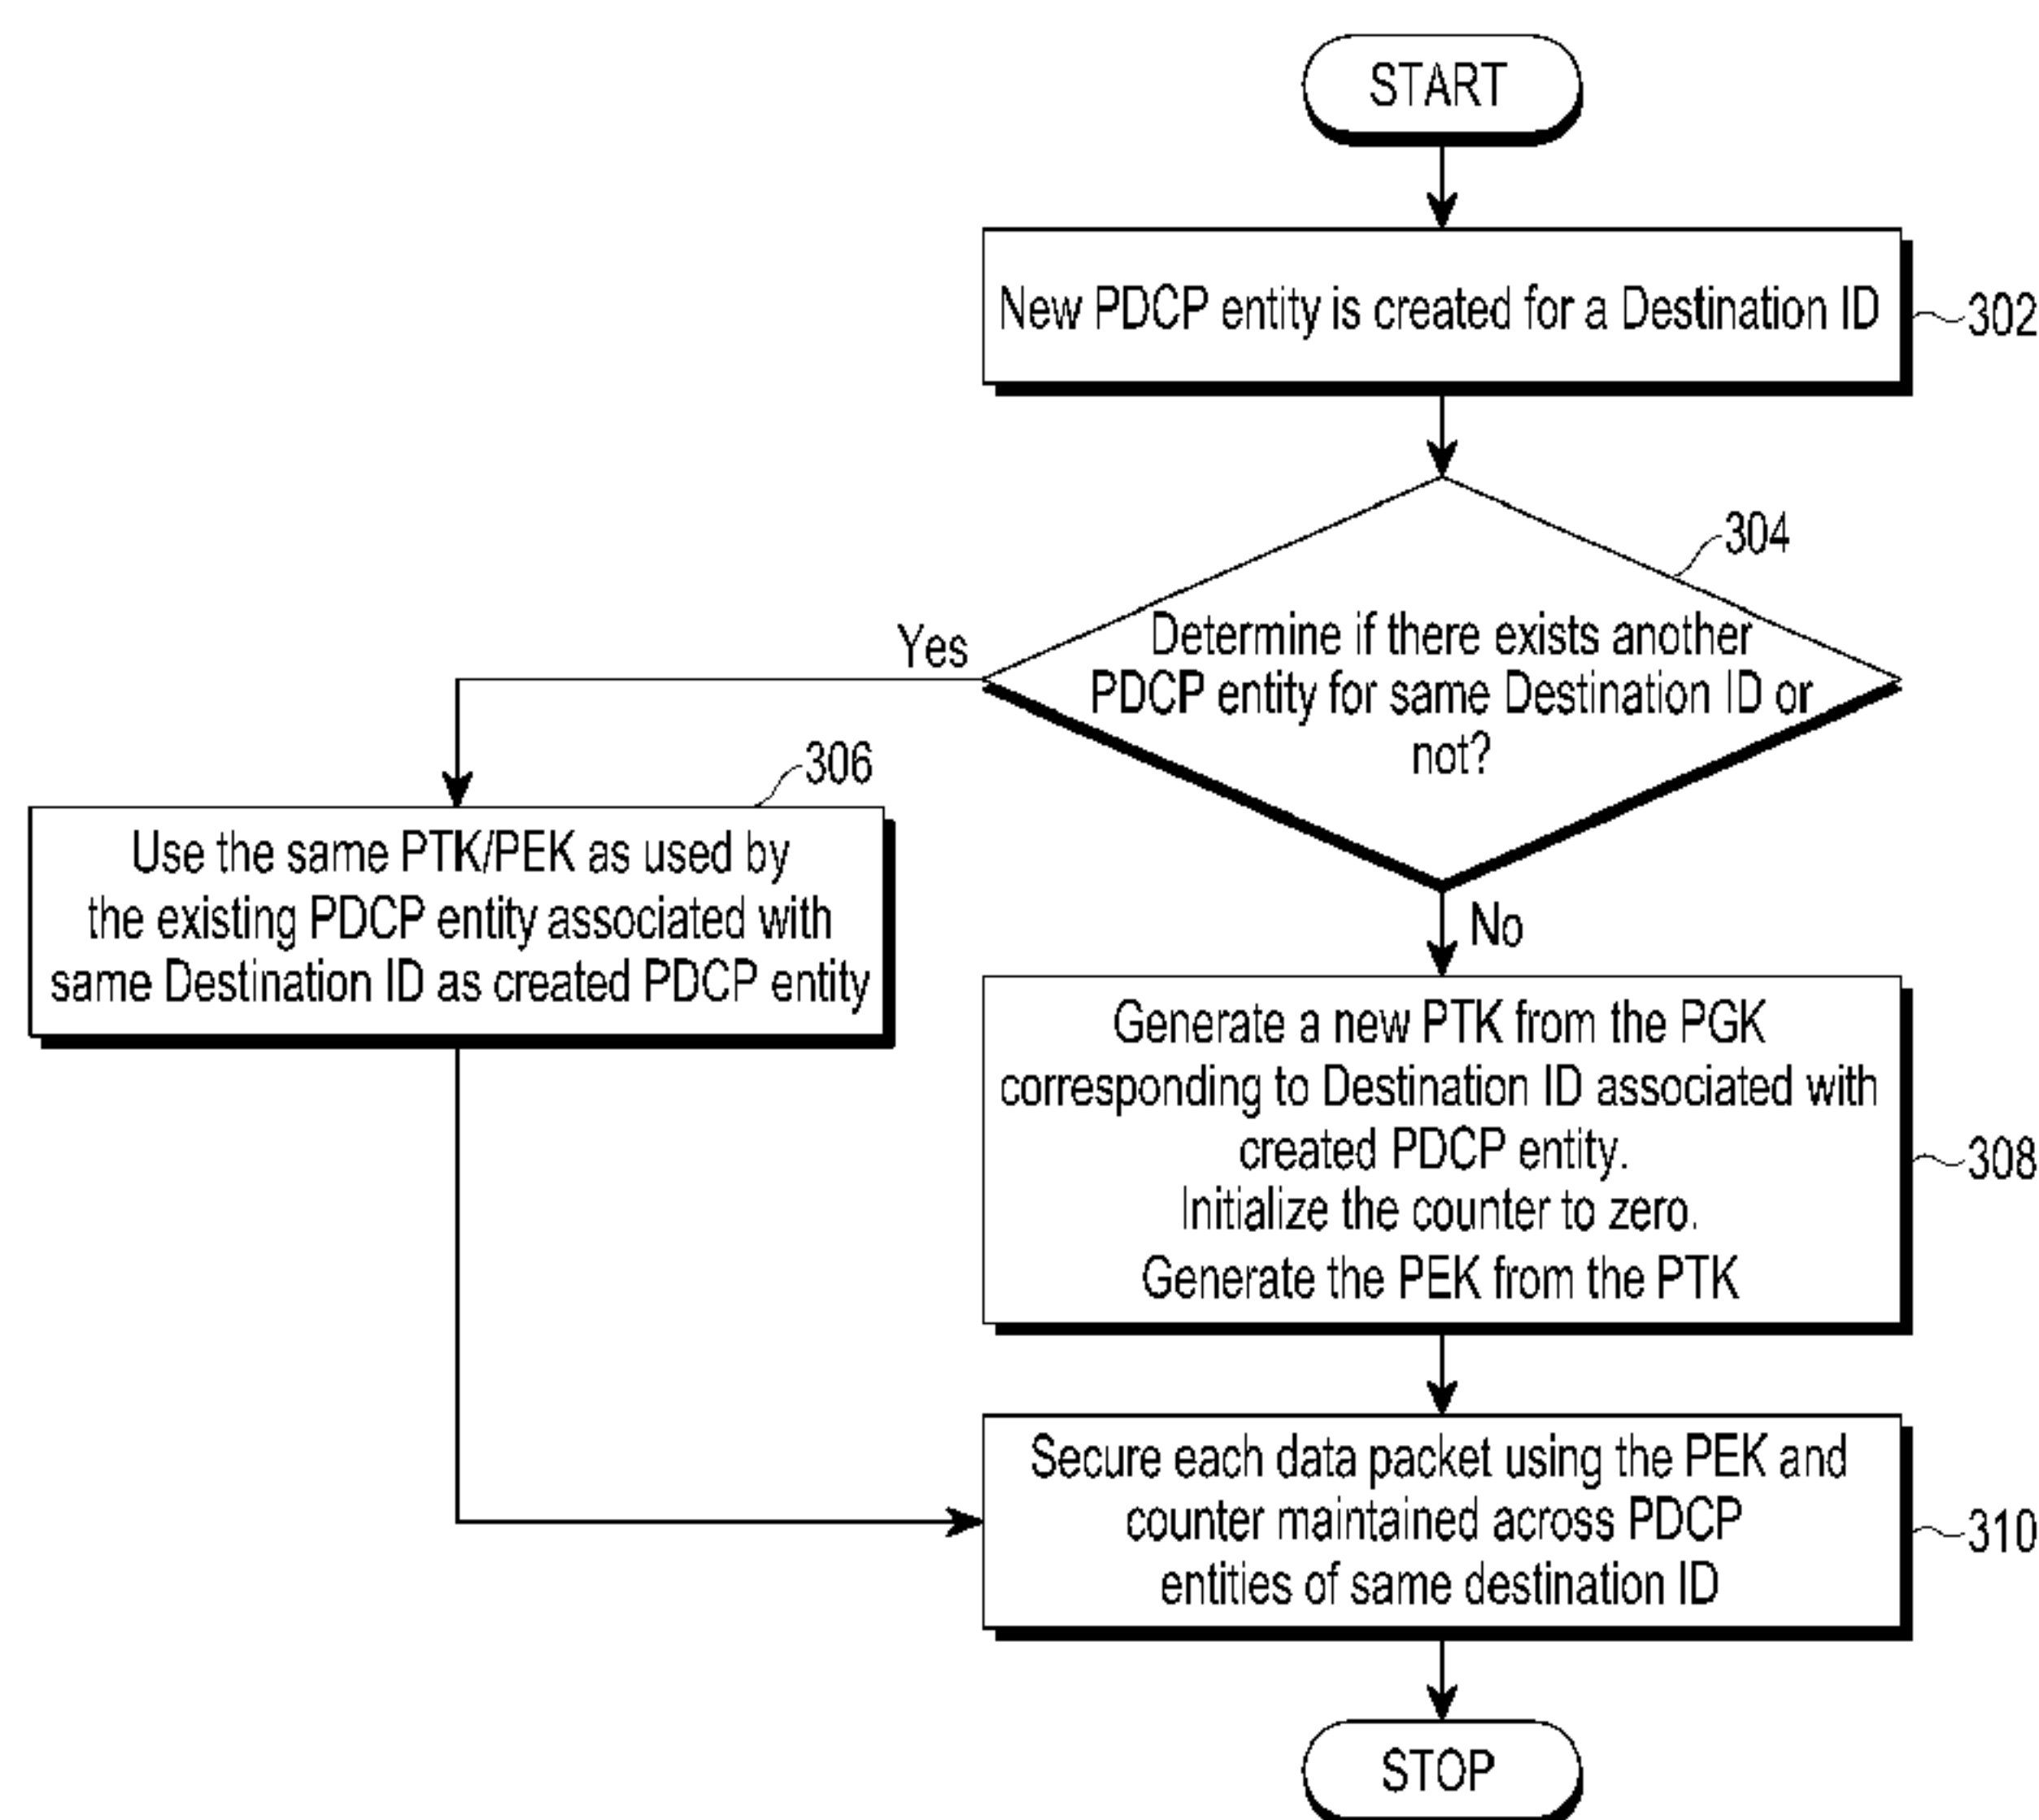 START
New PDCP entity is created for a Destination ID
302
304
Determine if there exists another
PDCP entity for same Destination ID or
not?
Yes
306
Use the same PTK/PEK as used by
the existing PDCP entity associated with
same Destination ID as created PDCP entity
No
Generate a new PTK from the PGK
corresponding to Destination ID associated with
created PDCP entity.
Initialize the counter to zero.
Generate the PEK from the PTK
308
Secure each data packet using the PEK and
counter maintained across PDCP
entities of same destination ID
310
STOP